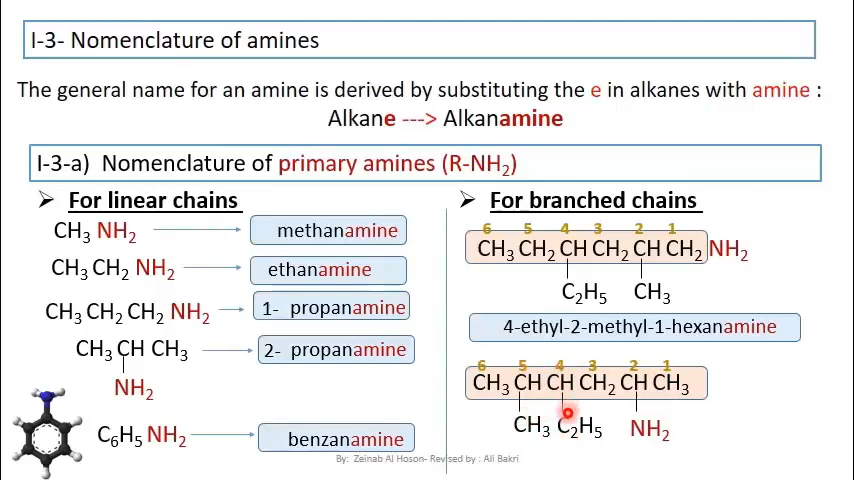 I-3- Nomenclature of amines
The general name for an amine is derived by substituting the e in alkanes with amine :
Alkane ---> Alkanamine
I-3-a) Nomenclature of primary amines (R-NH₂)
➢ For linear chains
CH₃ NH₂ methanamine
CH₃ CH₂ NH₂ ethanamine
CH₃ CH₂ CH₂ NH₂ 1- propanamine
CH₃ CH CH₃ 2- propanamine
NH₂
C₆H₅ NH₂ benzanamine
➢ For branched chains
6 5 4 3 2 1
CH₃ CH₂ CH CH₂ CH CH₂ NH₂
C₂H₅ CH₃
4-ethyl-2-methyl-1-hexanamine
6 5 4 3 2 1
CH₃ CH CH CH₂ CH CH₃
CH₃ C₂H₅ NH₂
By: Zeinab Al Hoson- Revised by : Ali Bakri